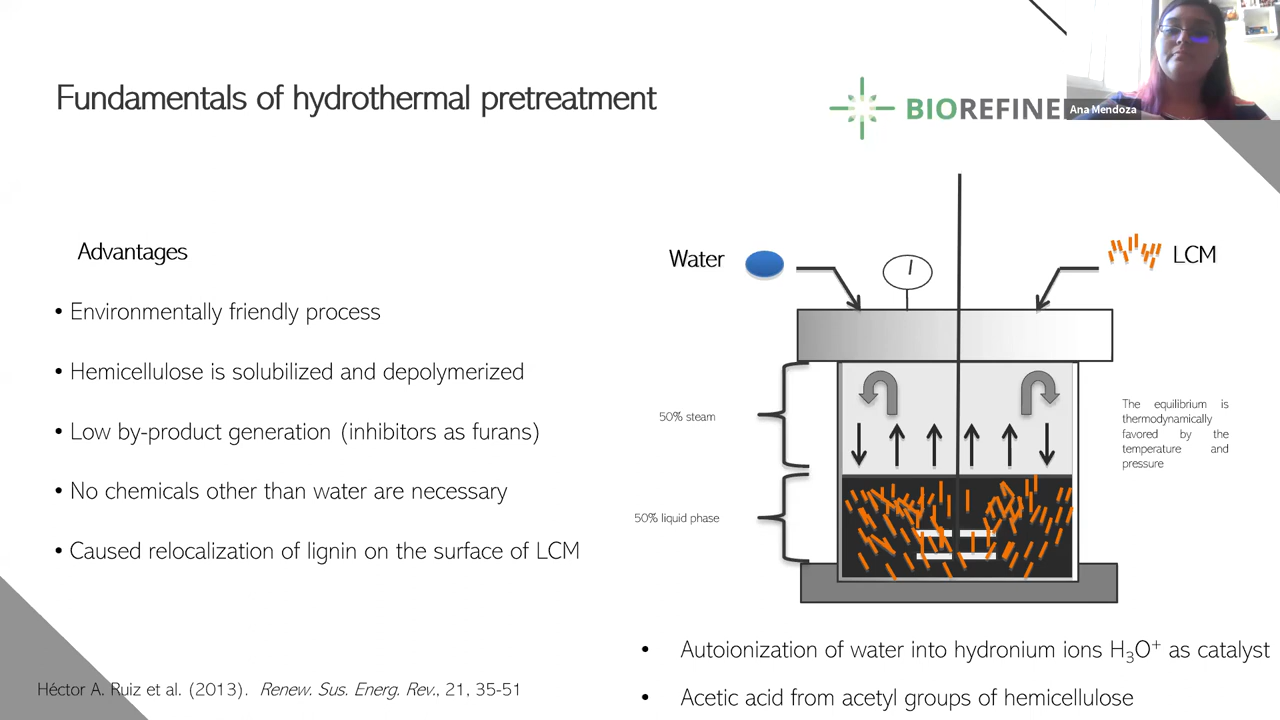 Fundamentals of hydrothermal pretreatment
BIOREFINE
Ana Mendoza
Advantages
• Environmentally friendly process
• Hemicellulose is solubilized and depolymerized
• Low by-product generation (inhibitors as furans)
• No chemicals other than water are necessary
• Caused relocalization of lignin on the surface of LCM
Water
LCM
50% steam
50% liquid phase
The equilibrium is
thermodynamically
favored by the
temperature and
pressure
• Autoionization of water into hydronium ions H₃O⁺ as catalyst
• Acetic acid from acetyl groups of hemicellulose
Héctor A. Ruiz et al. (2013). Renew. Sus. Energ. Rev., 21, 35-51